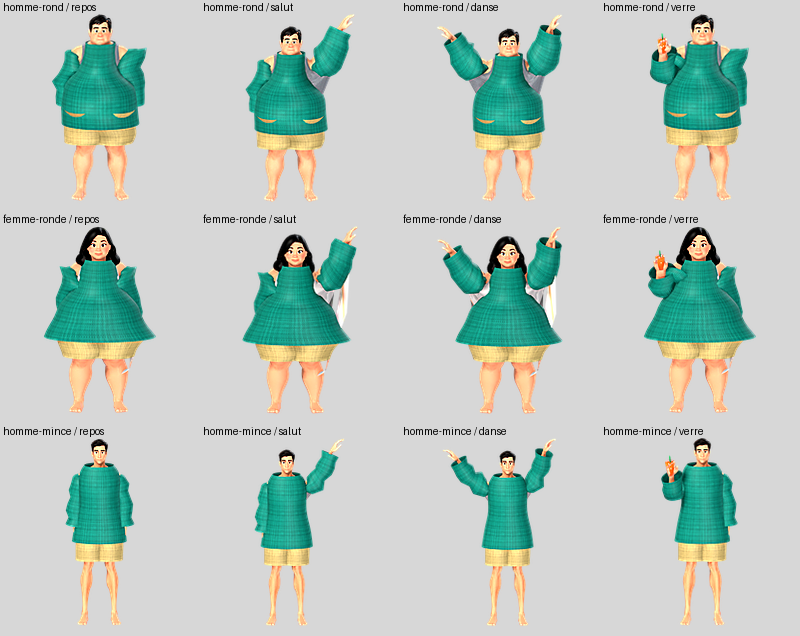 homme-rond / repos
homme-rond / salut
homme-rond / danse
homme-rond / verre
femme-ronde / repos
femme-ronde / salut
femme-ronde / danse
femme-ronde / verre
homme-mince / repos
homme-mince / salut
homme-mince / danse
homme-mince / verre